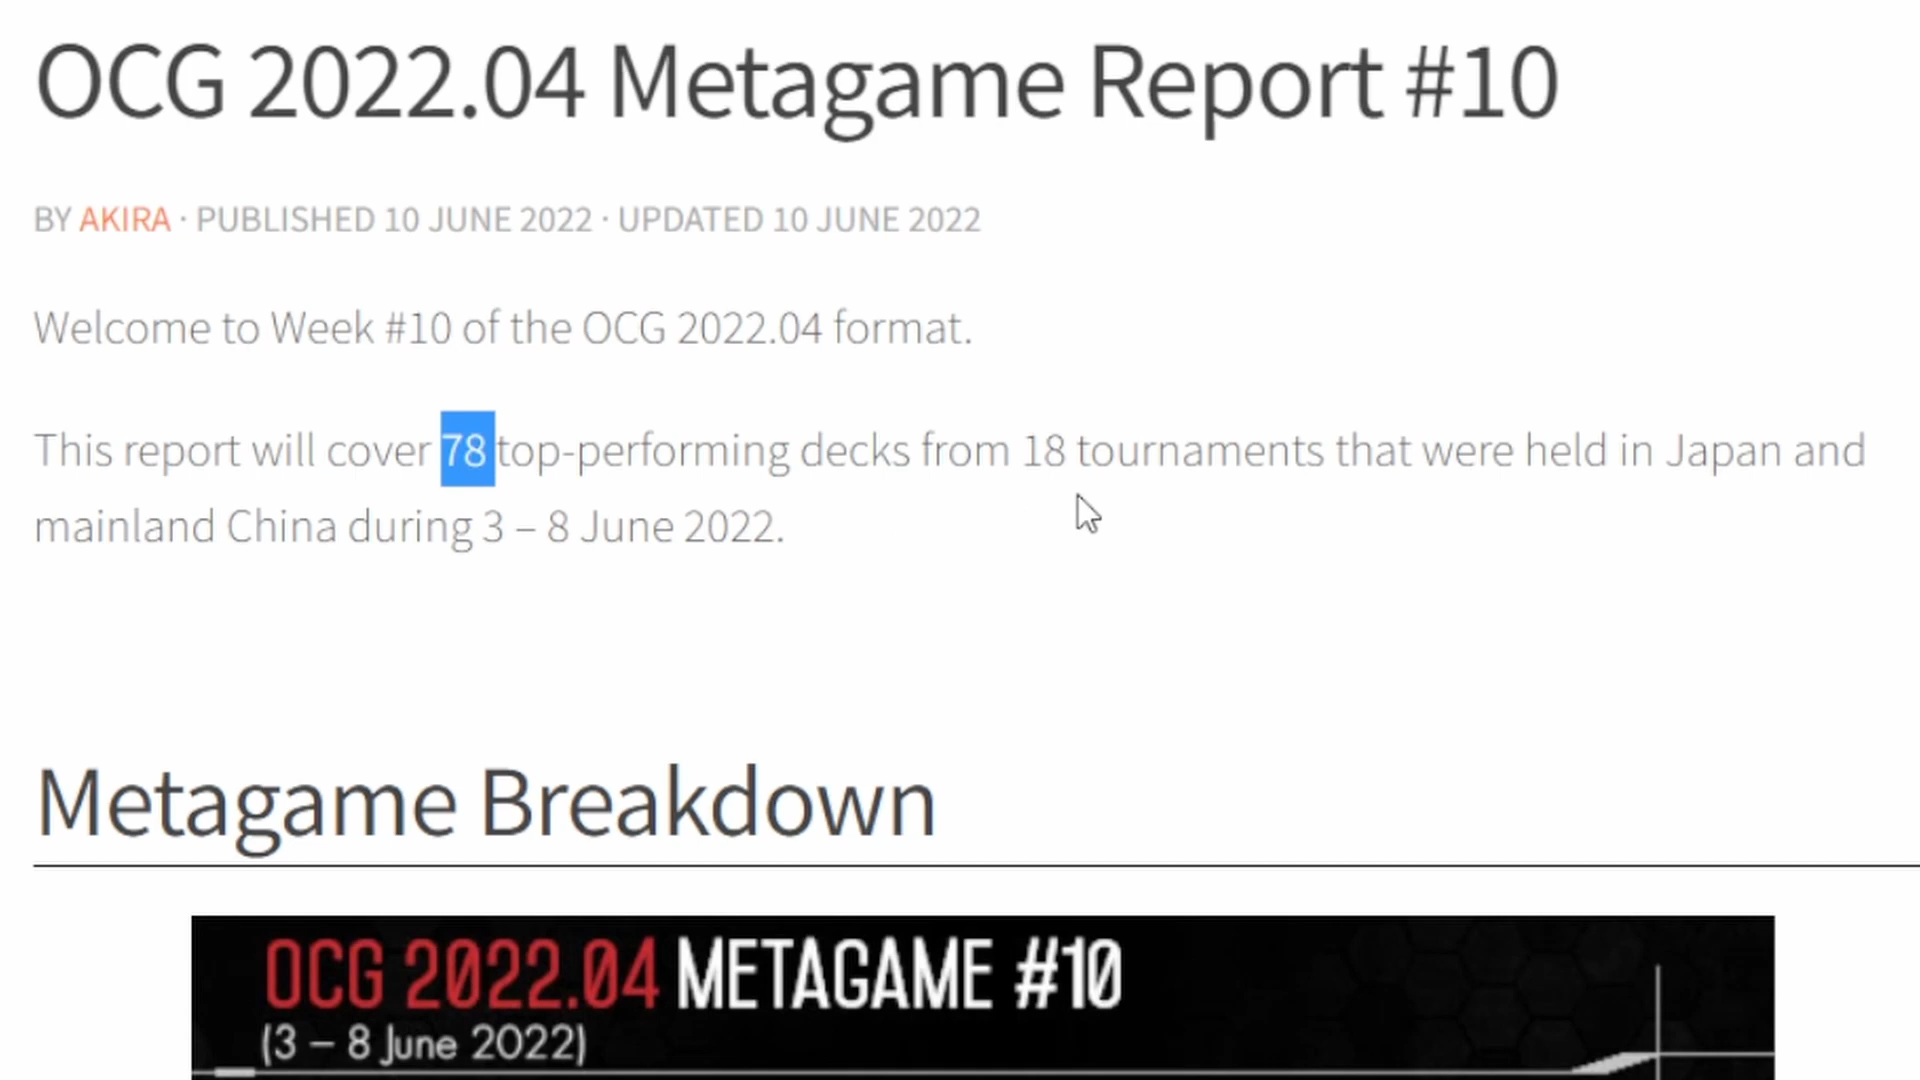 OCG 2022.04 Metagame Report #10
BY AKIRA · PUBLISHED 10 JUNE 2022 · UPDATED 10 JUNE 2022
Welcome to Week #10 of the OCG 2022.04 format.
This report will cover 78 top-performing decks from 18 tournaments that were held in Japan and
mainland China during 3 – 8 June 2022.
Metagame Breakdown
OCG 2022.04 METAGAME #10
(3 – 8 June 2022)